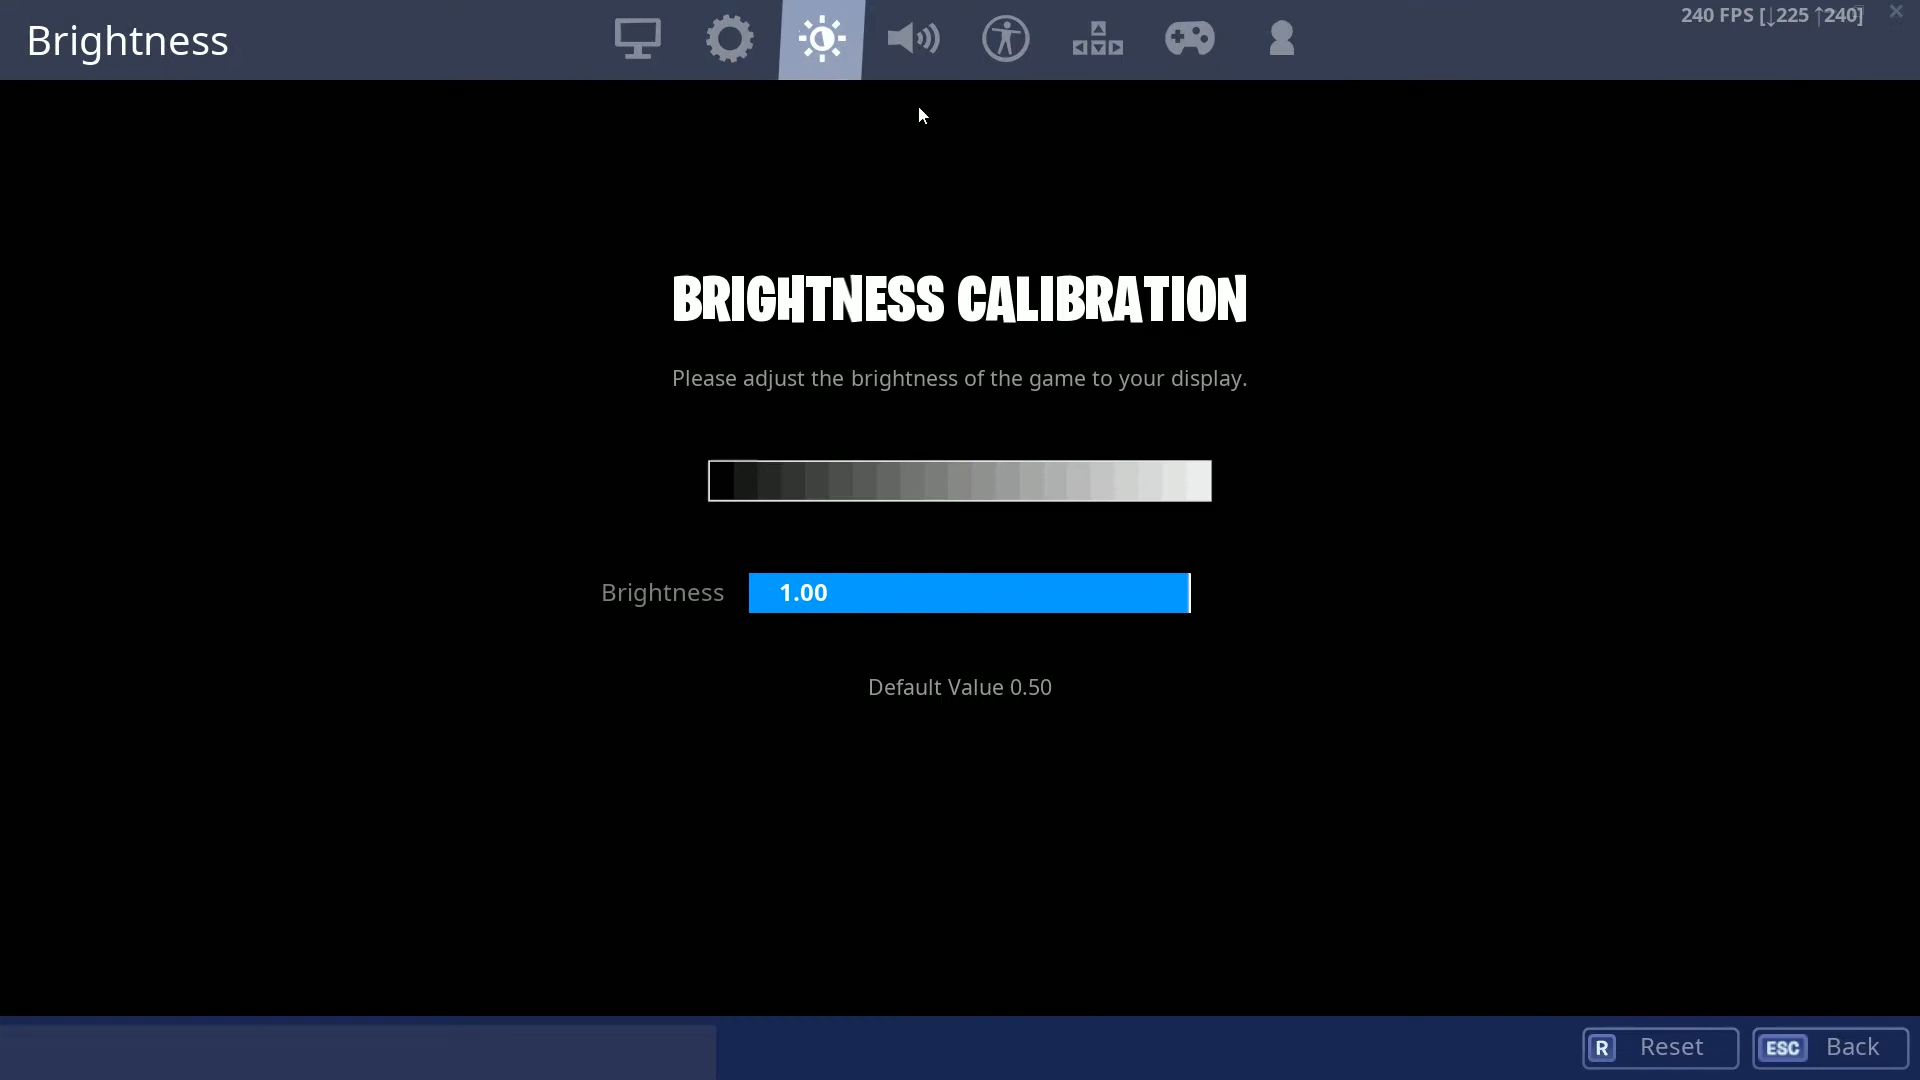 Brightness
240 FPS [↓225 ↑240]
BRIGHTNESS CALIBRATION
Please adjust the brightness of the game to your display.
Brightness 1.00
Default Value 0.50
R Reset ESC Back